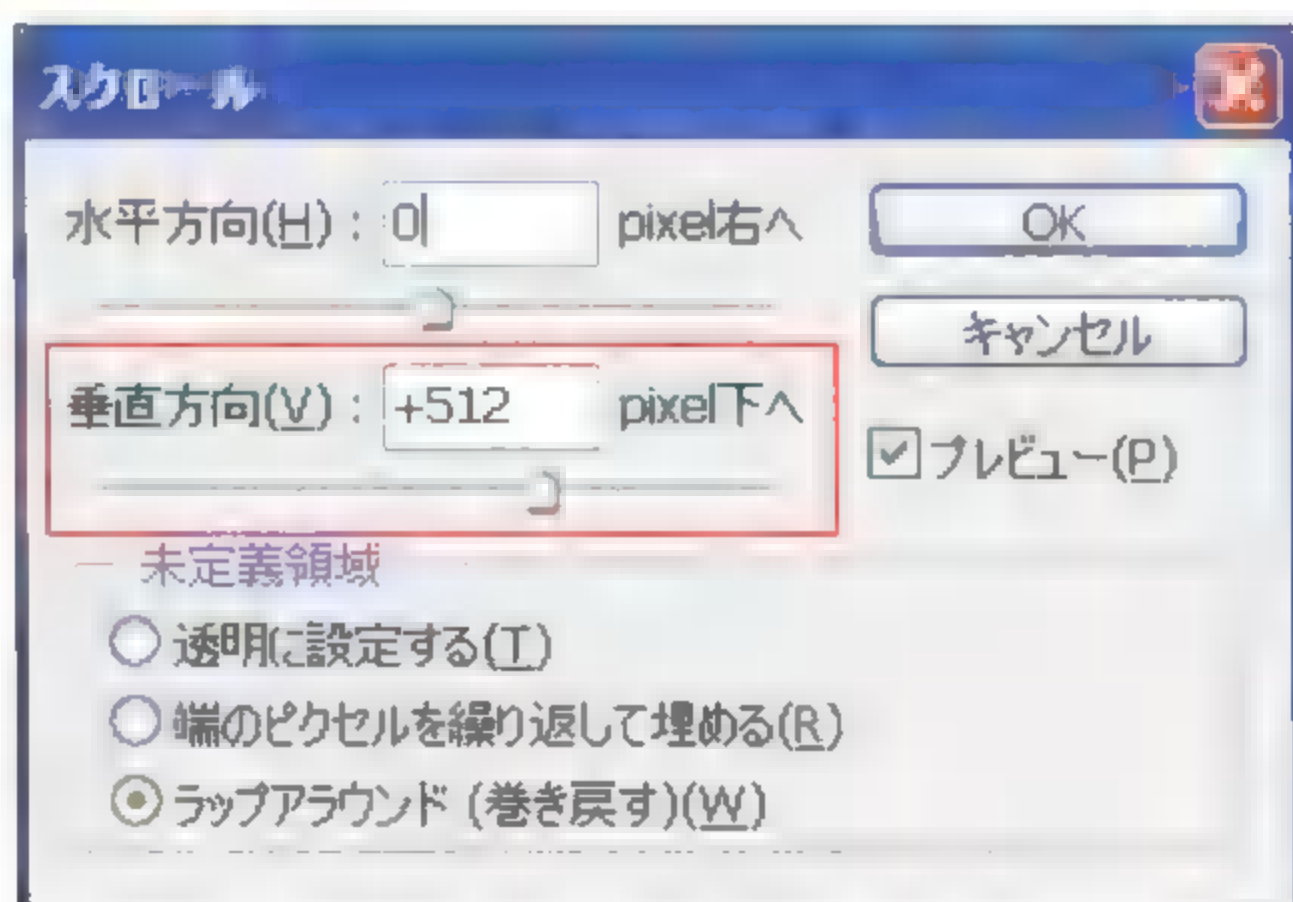 スクロール
水平方向(H)： 0 pixel右へ
OK
キャンセル
垂直方向(V)： +512 pixel下へ
プレビュー(P)
未定義領域
透明に設定する(T)
端のピクセルを繰り返して埋める(R)
ラップアラウンド (巻き戻す)(W)